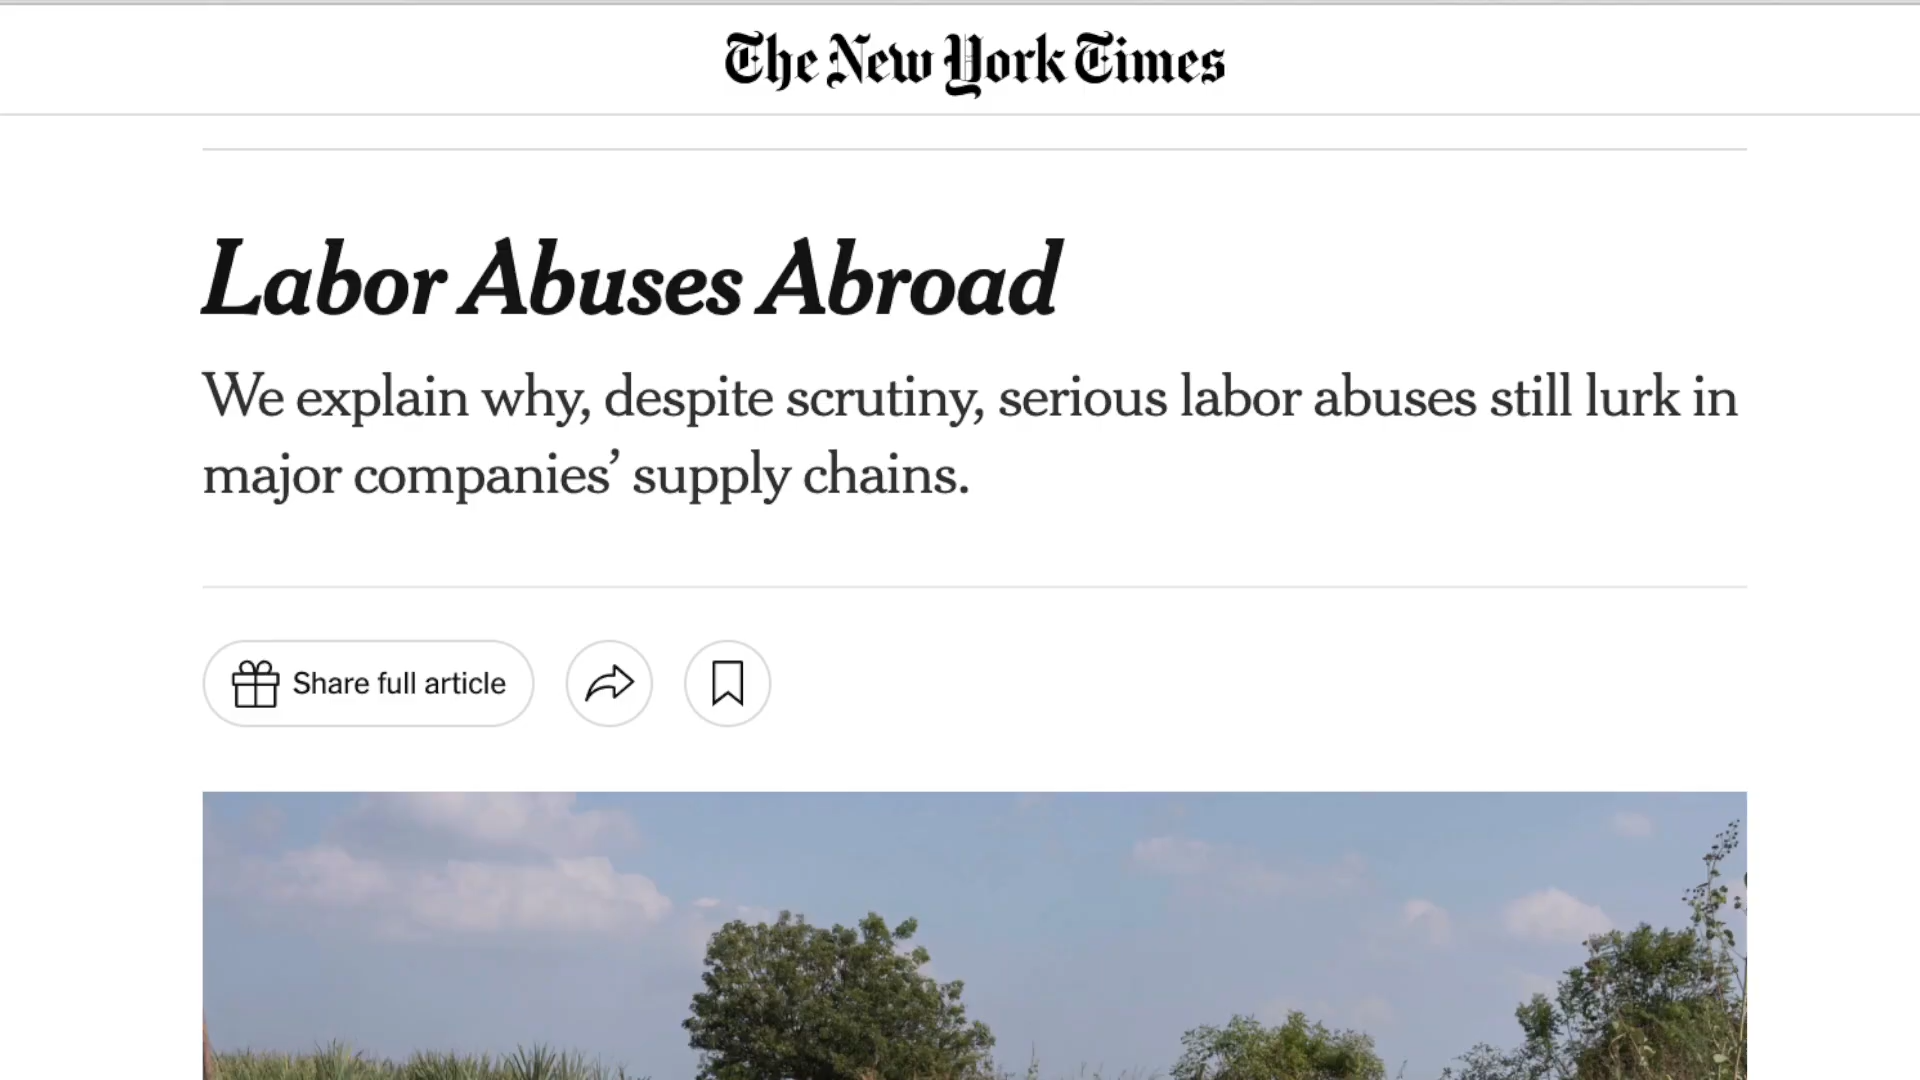 The New York Times
Labor Abuses Abroad
We explain why, despite scrutiny, serious labor abuses still lurk in
major companies’ supply chains.
Share full article